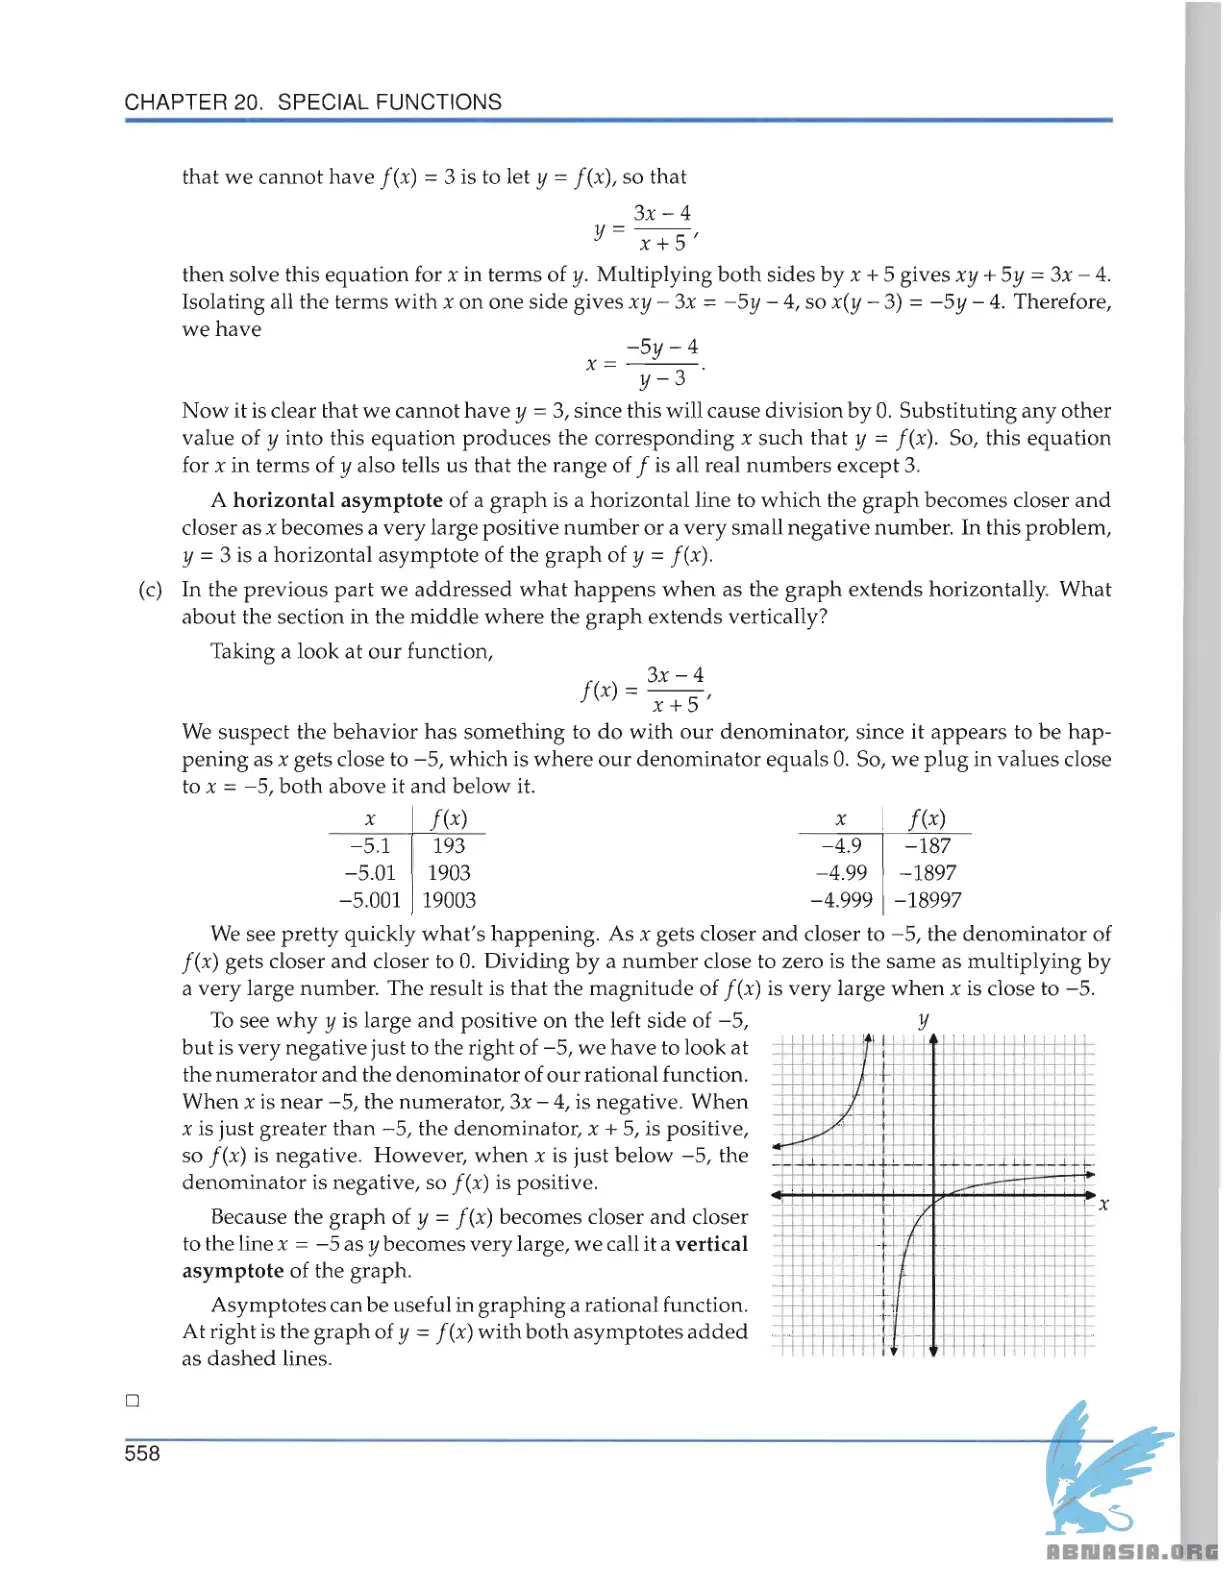 CHAPTER 20. SPECIAL FUNCTIONS
that we cannot have f(x) = 3 is to let y = f(x), so that
y = (3x − 4)/(x + 5),
then solve this equation for x in terms of y. Multiplying both sides by x + 5 gives xy + 5y = 3x − 4.
Isolating all the terms with x on one side gives xy − 3x = −5y − 4, so x(y − 3) = −5y − 4. Therefore,
we have
x = (−5y − 4)/(y − 3).
Now it is clear that we cannot have y = 3, since this will cause division by 0. Substituting any other
value of y into this equation produces the corresponding x such that y = f(x). So, this equation
for x in terms of y also tells us that the range of f is all real numbers except 3.
A horizontal asymptote of a graph is a horizontal line to which the graph becomes closer and
closer as x becomes a very large positive number or a very small negative number. In this problem,
y = 3 is a horizontal asymptote of the graph of y = f(x).
(c) In the previous part we addressed what happens when as the graph extends horizontally. What
about the section in the middle where the graph extends vertically?
Taking a look at our function,
f(x) = (3x − 4)/(x + 5),
We suspect the behavior has something to do with our denominator, since it appears to be hap-
pening as x gets close to −5, which is where our denominator equals 0. So, we plug in values close
to x = −5, both above it and below it.
x f(x)
−5.1 193
−5.01 1903
−5.001 19003
x f(x)
−4.9 −187
−4.99 −1897
−4.999 −18997
We see pretty quickly what's happening. As x gets closer and closer to −5, the denominator of
f(x) gets closer and closer to 0. Dividing by a number close to zero is the same as multiplying by
a very large number. The result is that the magnitude of f(x) is very large when x is close to −5.
To see why y is large and positive on the left side of −5,
but is very negative just to the right of −5, we have to look at
the numerator and the denominator of our rational function.
When x is near −5, the numerator, 3x − 4, is negative. When
x is just greater than −5, the denominator, x + 5, is positive,
so f(x) is negative. However, when x is just below −5, the
denominator is negative, so f(x) is positive.
Because the graph of y = f(x) becomes closer and closer
to the line x = −5 as y becomes very large, we call it a vertical
asymptote of the graph.
Asymptotes can be useful in graphing a rational function.
At right is the graph of y = f(x) with both asymptotes added
as dashed lines.
y
x
□
558
ABNASIA.ORG